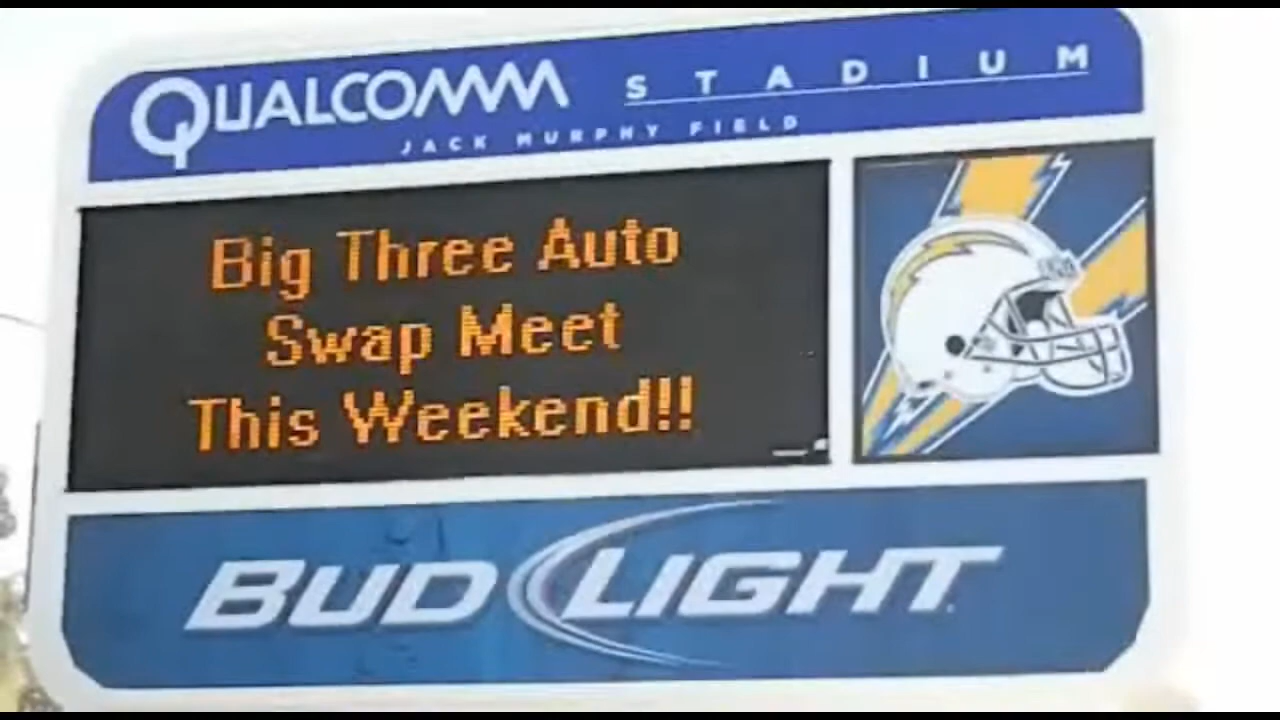 QUALCOMM STADIUM
JACK MURPHY FIELD
Big Three Auto
Swap Meet
This Weekend!!
BUD LIGHT